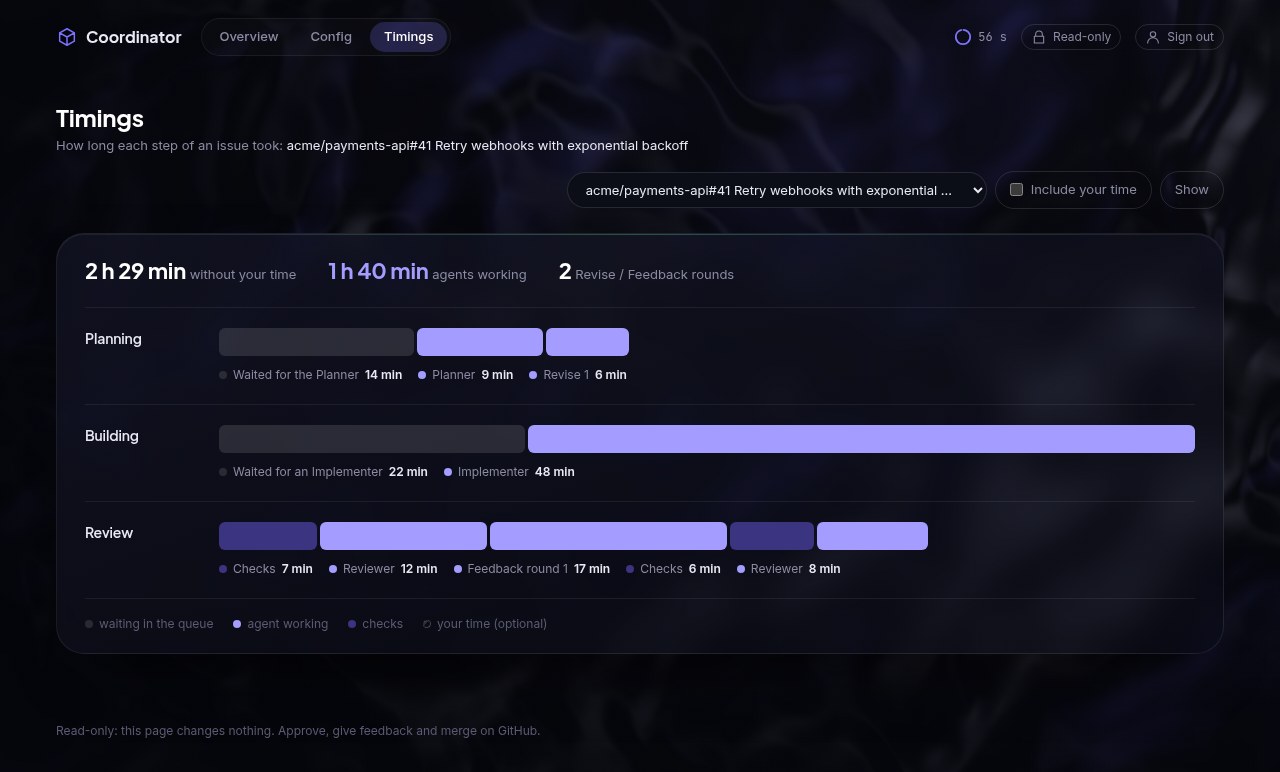 Coordinator Overview Config Timings 56 s Read-only Sign out
Timings
How long each step of an issue took: acme/payments-api#41 Retry webhooks with exponential backoff
acme/payments-api#41 Retry webhooks with exponential ... Include your time Show
2 h 29 min without your time 1 h 40 min agents working 2 Revise / Feedback rounds
Planning
Waited for the Planner 14 min Planner 9 min Revise 1 6 min
Building
Waited for an Implementer 22 min Implementer 48 min
Review
Checks 7 min Reviewer 12 min Feedback round 1 17 min Checks 6 min Reviewer 8 min
waiting in the queue agent working checks your time (optional)
Read-only: this page changes nothing. Approve, give feedback and merge on GitHub.